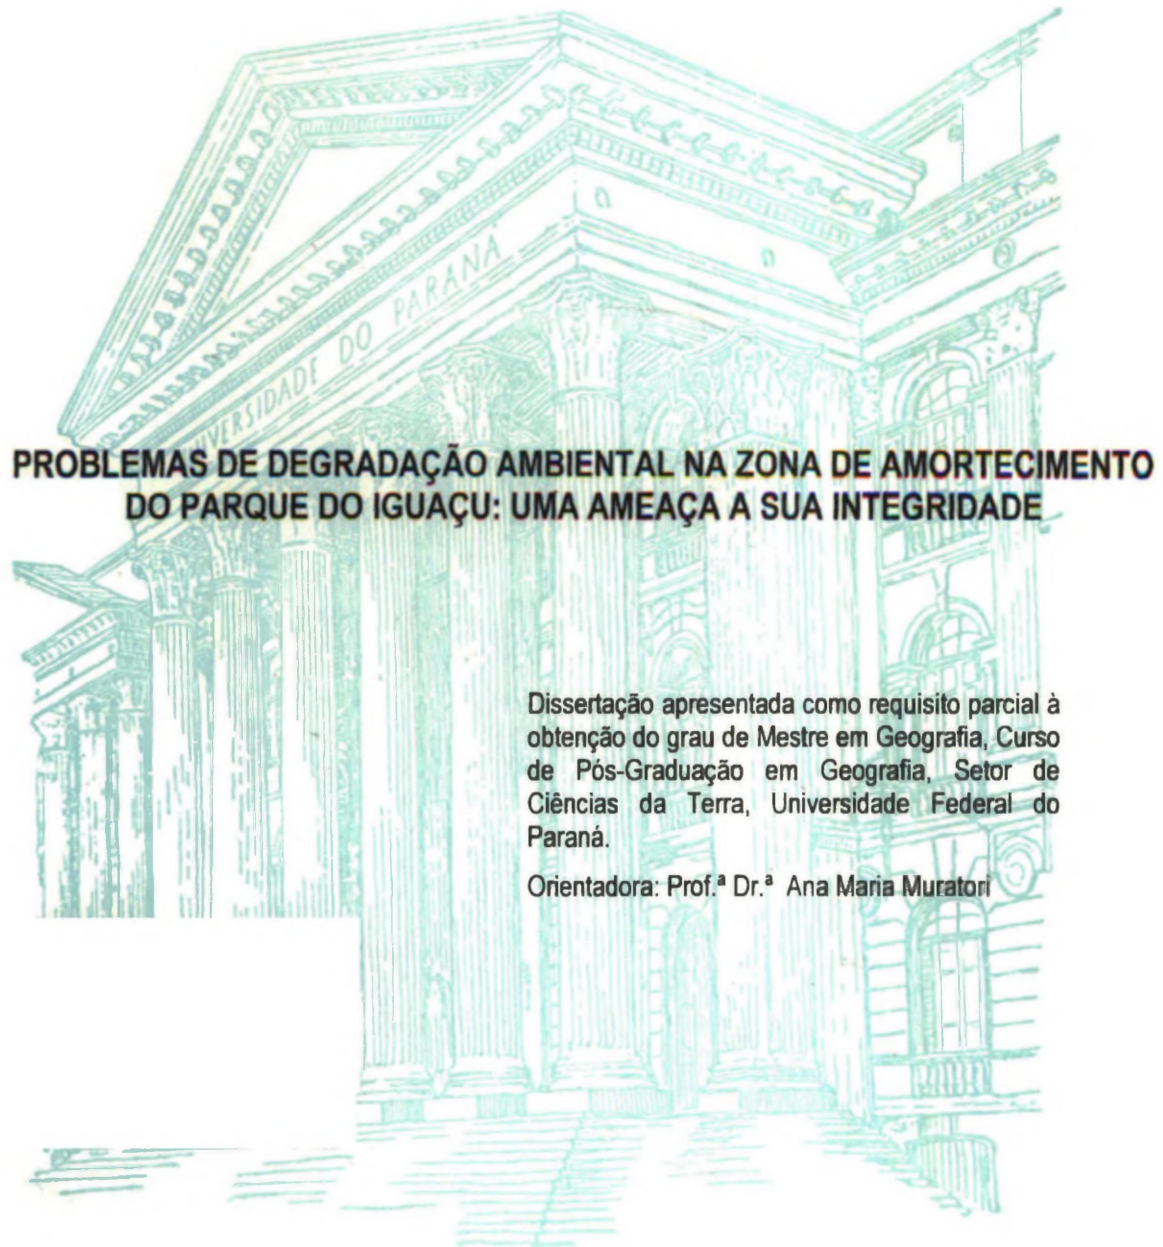 UNIVERSIDADE DO PARANÁ
PROBLEMAS DE DEGRADAÇÃO AMBIENTAL NA ZONA DE AMORTECIMENTO
DO PARQUE DO IGUAÇU: UMA AMEAÇA A SUA INTEGRIDADE
Dissertação apresentada como requisito parcial à
obtenção do grau de Mestre em Geografia, Curso
de Pós-Graduação em Geografia, Setor de
Ciências da Terra, Universidade Federal do
Paraná.
Orientadora: Prof.ª Dr.ª Ana Maria Muratori